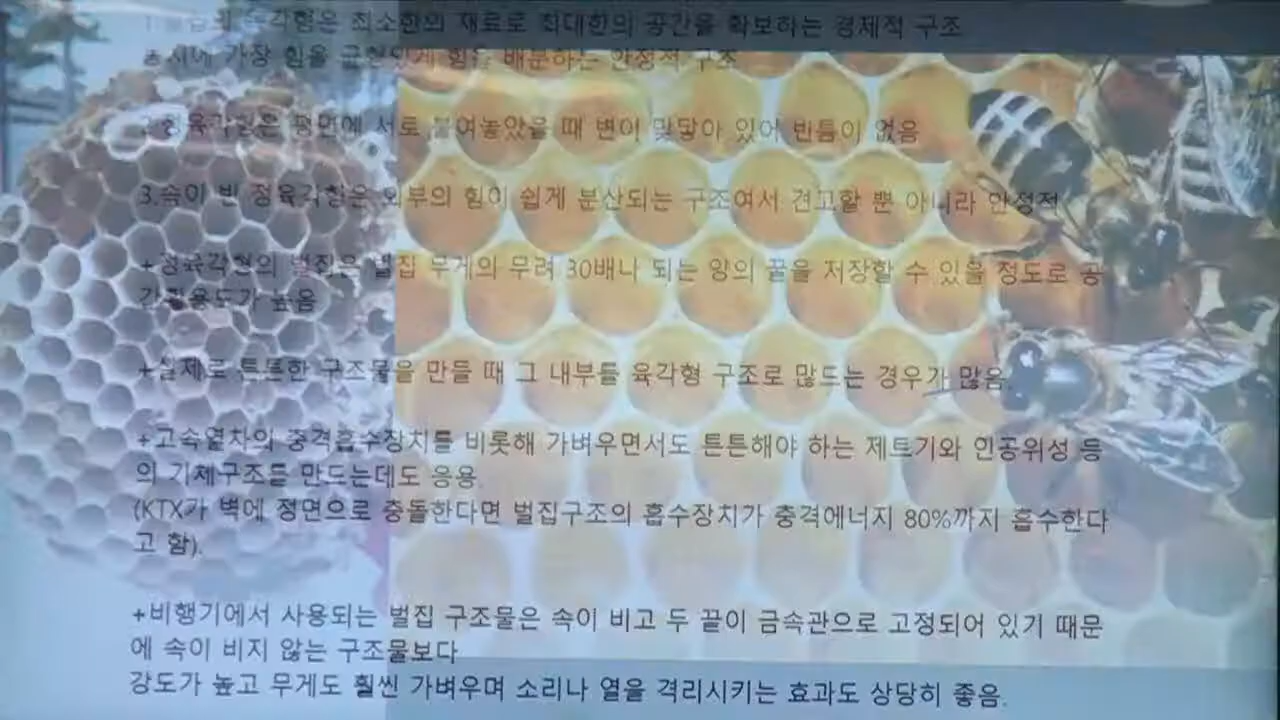 육각형은 최소한의 재료로 최대한의 공간을 확보하는 경제적 구조
동시에 가장 힘을 균형있게 힘을 배분하는 안정적 구조
2.정육각형은 평면에 서로 붙여놓았을 때 변이 맞닿아 있어 빈틈이 없음
3.속이 빈 정육각형은 외부의 힘이 쉽게 분산되는 구조여서 견고할 뿐 아니라 안정적
+정육각형의 벌집은 벌집 무게의 무려 30배나 되는 양의 꿀을 저장할 수 있을 정도로 공
간활용도가 높음
+실제로 튼튼한 구조물을 만들 때 그 내부를 육각형 구조로 많드는 경우가 많음.
+고속열차의 충격흡수장치를 비롯해 가벼우면서도 튼튼해야 하는 제트기와 인공위성 등
의 기체구조를 만드는데도 응용.
(KTX가 벽에 정면으로 충돌한다면 벌집구조의 흡수장치가 충격에너지 80%까지 흡수한다
고 함).
+비행기에서 사용되는 벌집 구조물은 속이 비고 두 끝이 금속관으로 고정되어 있기 때문
에 속이 비지 않는 구조물보다
강도가 높고 무게도 훨씬 가벼우며 소리나 열을 격리시키는 효과도 상당히 좋음.